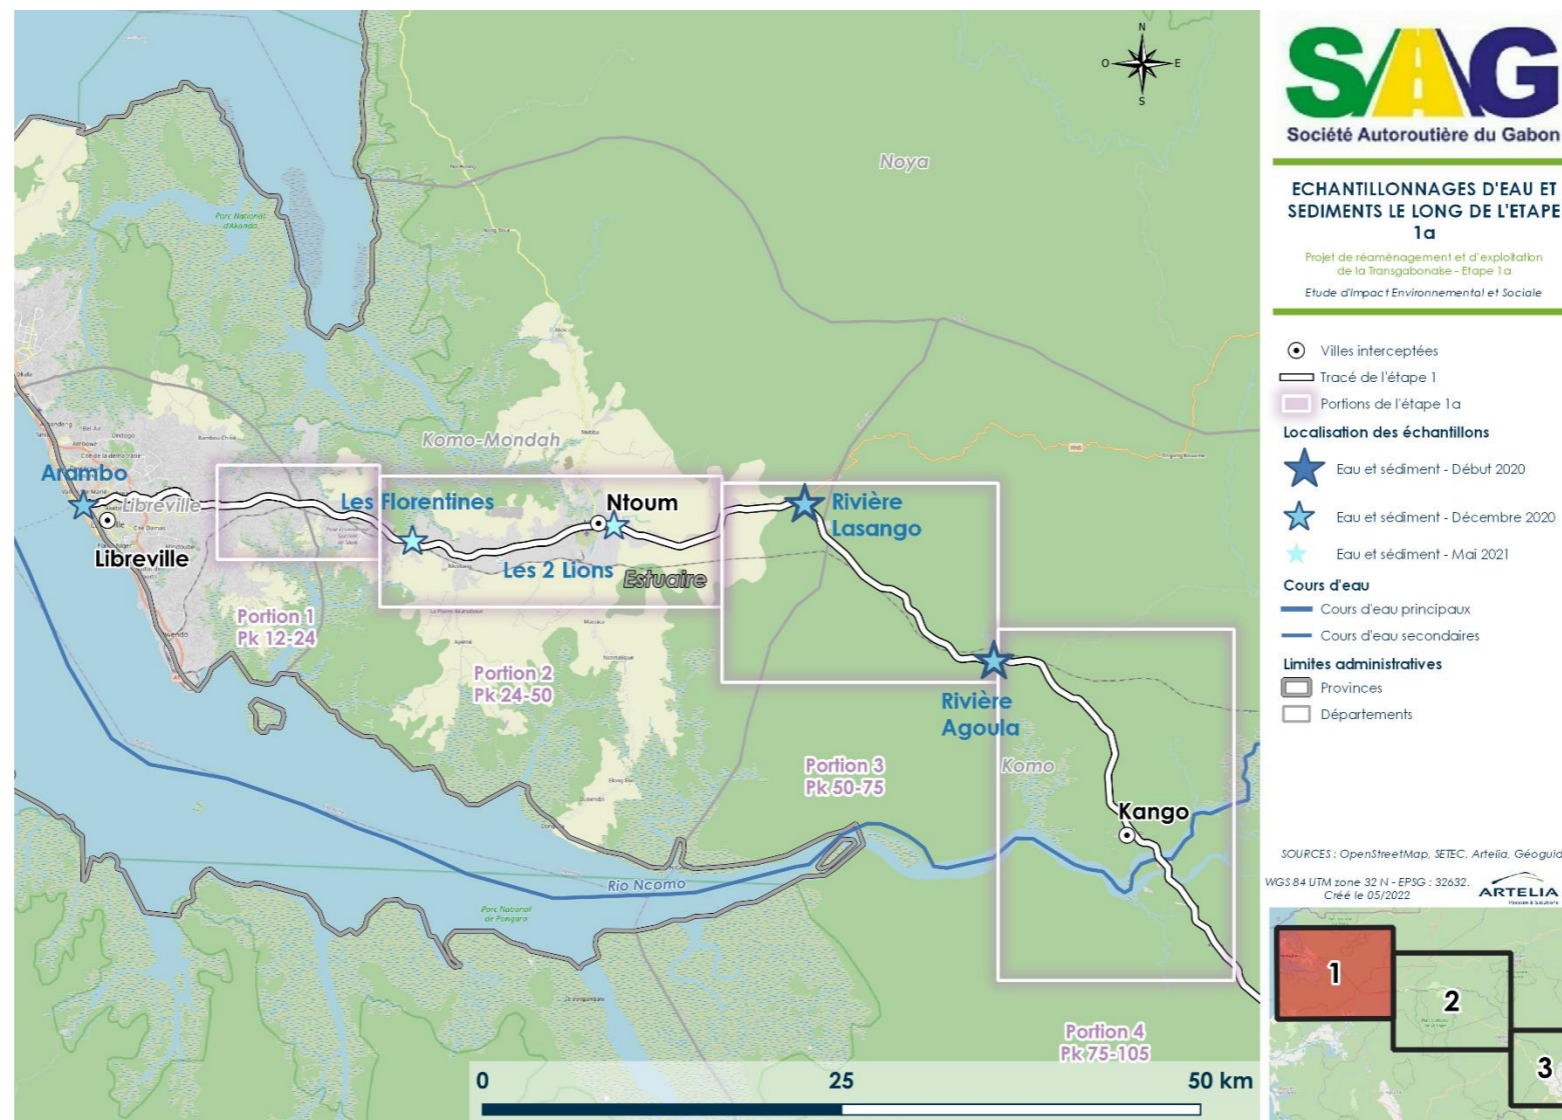 N
O
E
S
Noya
Parc National
d'Akanda
Komo-Mondah
Arambo
Libreville
Libreville
Les Florentines
Ntoum
Les 2 Lions
Estuaire
Rivière
Lasango
Portion 1
Pk 12-24
Portion 2
Pk 24-50
Rivière
Agoula
Portion 3
Pk 50-75
Komo
Kango
Rio Ncomo
Parc National
de Pongara
Portion 4
Pk 75-105
0
25
50 km
SAG
Société Autoroutière du Gabon
ECHANTILLONNAGES D'EAU ET
SEDIMENTS LE LONG DE L'ETAPE
1a
Projet de réaménagement et d'exploitation
de la Transgabonaise - Etape 1a
Etude d'Impact Environnemental et Sociale
Villes interceptées
Tracé de l'étape 1
Portions de l'étape 1a
Localisation des échantillons
Eau et sédiment - Début 2020
Eau et sédiment - Décembre 2020
Eau et sédiment - Mai 2021
Cours d'eau
Cours d'eau principaux
Cours d'eau secondaires
Limites administratives
Provinces
Départements
SOURCES : OpenStreetMap, SETEC, Artelia, Géoguid
WGS 84 UTM zone 32 N - EPSG : 32632.
Créé le 05/2022
ARTELIA
1
2
3